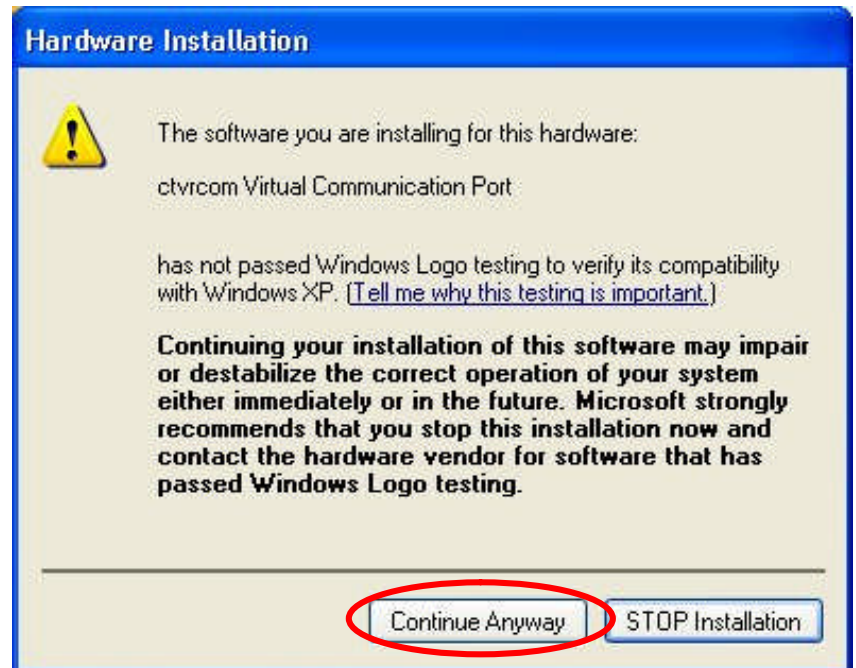 Hardware Installation
The software you are installing for this hardware:
ctvrcom Virtual Communication Port
has not passed Windows Logo testing to verify its compatibility
with Windows XP. (Tell me why this testing is important.)
Continuing your installation of this software may impair
or destabilize the correct operation of your system
either immediately or in the future. Microsoft strongly
recommends that you stop this installation now and
contact the hardware vendor for software that has
passed Windows Logo testing.
Continue Anyway STOP Installation